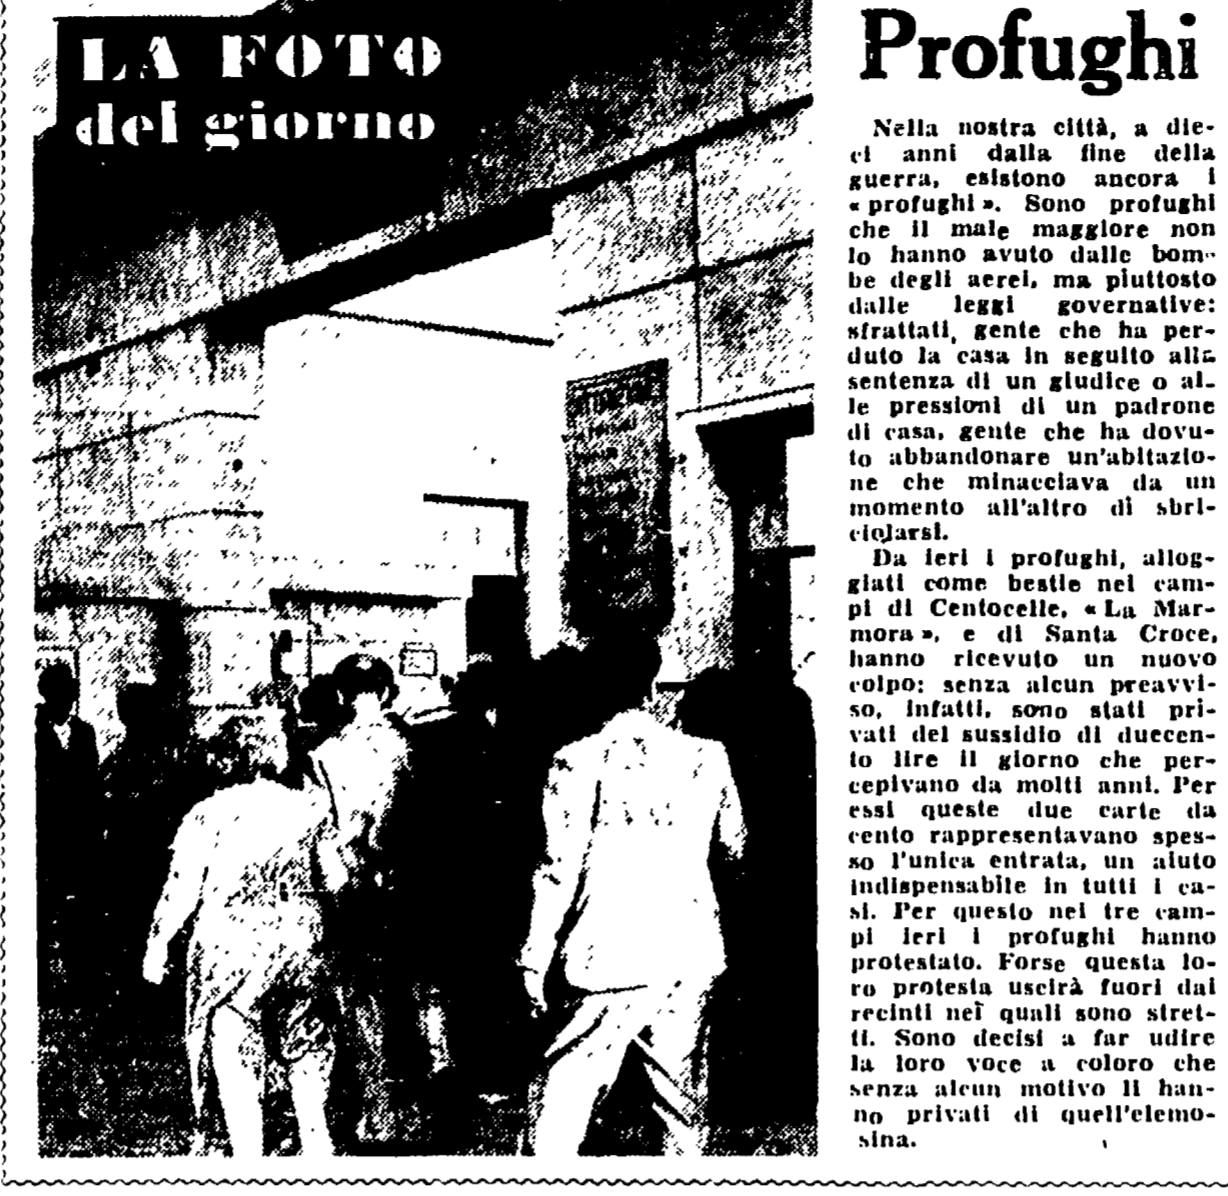 LA FOTO
del giorno
Profughi
Nella nostra città, a die-
ci anni dalla fine della
guerra, esistono ancora i
« profughi ». Sono profughi
che il male maggiore non
lo hanno avuto dalle bom-
be degli aerei, ma piuttosto
dalle leggi governative:
sfrattati, gente che ha per-
duto la casa in seguito alla
sentenza di un giudice o al-
le pressioni di un padrone
di casa, gente che ha dovu-
to abbandonare un'abitazio-
ne che minacciava da un
momento all'altro di sbri-
ciolarsi.
Da ieri i profughi, allog-
giati come bestie nei cam-
pi di Centocelle, « La Mar-
mora », e di Santa Croce,
hanno ricevuto un nuovo
colpo: senza alcun preavvi-
so, infatti, sono stati pri-
vati del sussidio di duecen-
to lire il giorno che per-
cepivano da molti anni. Per
essi queste due carte da
cento rappresentavano spes-
so l'unica entrata, un aiuto
indispensabile in tutti i ca-
si. Per questo nei tre cam-
pi ieri i profughi hanno
protestato. Forse questa lo-
ro protesta uscirà fuori dai
recinti nei quali sono stret-
ti. Sono decisi a far udire
la loro voce a coloro che
senza alcun motivo li han-
no privati di quell'elemo-
sina.